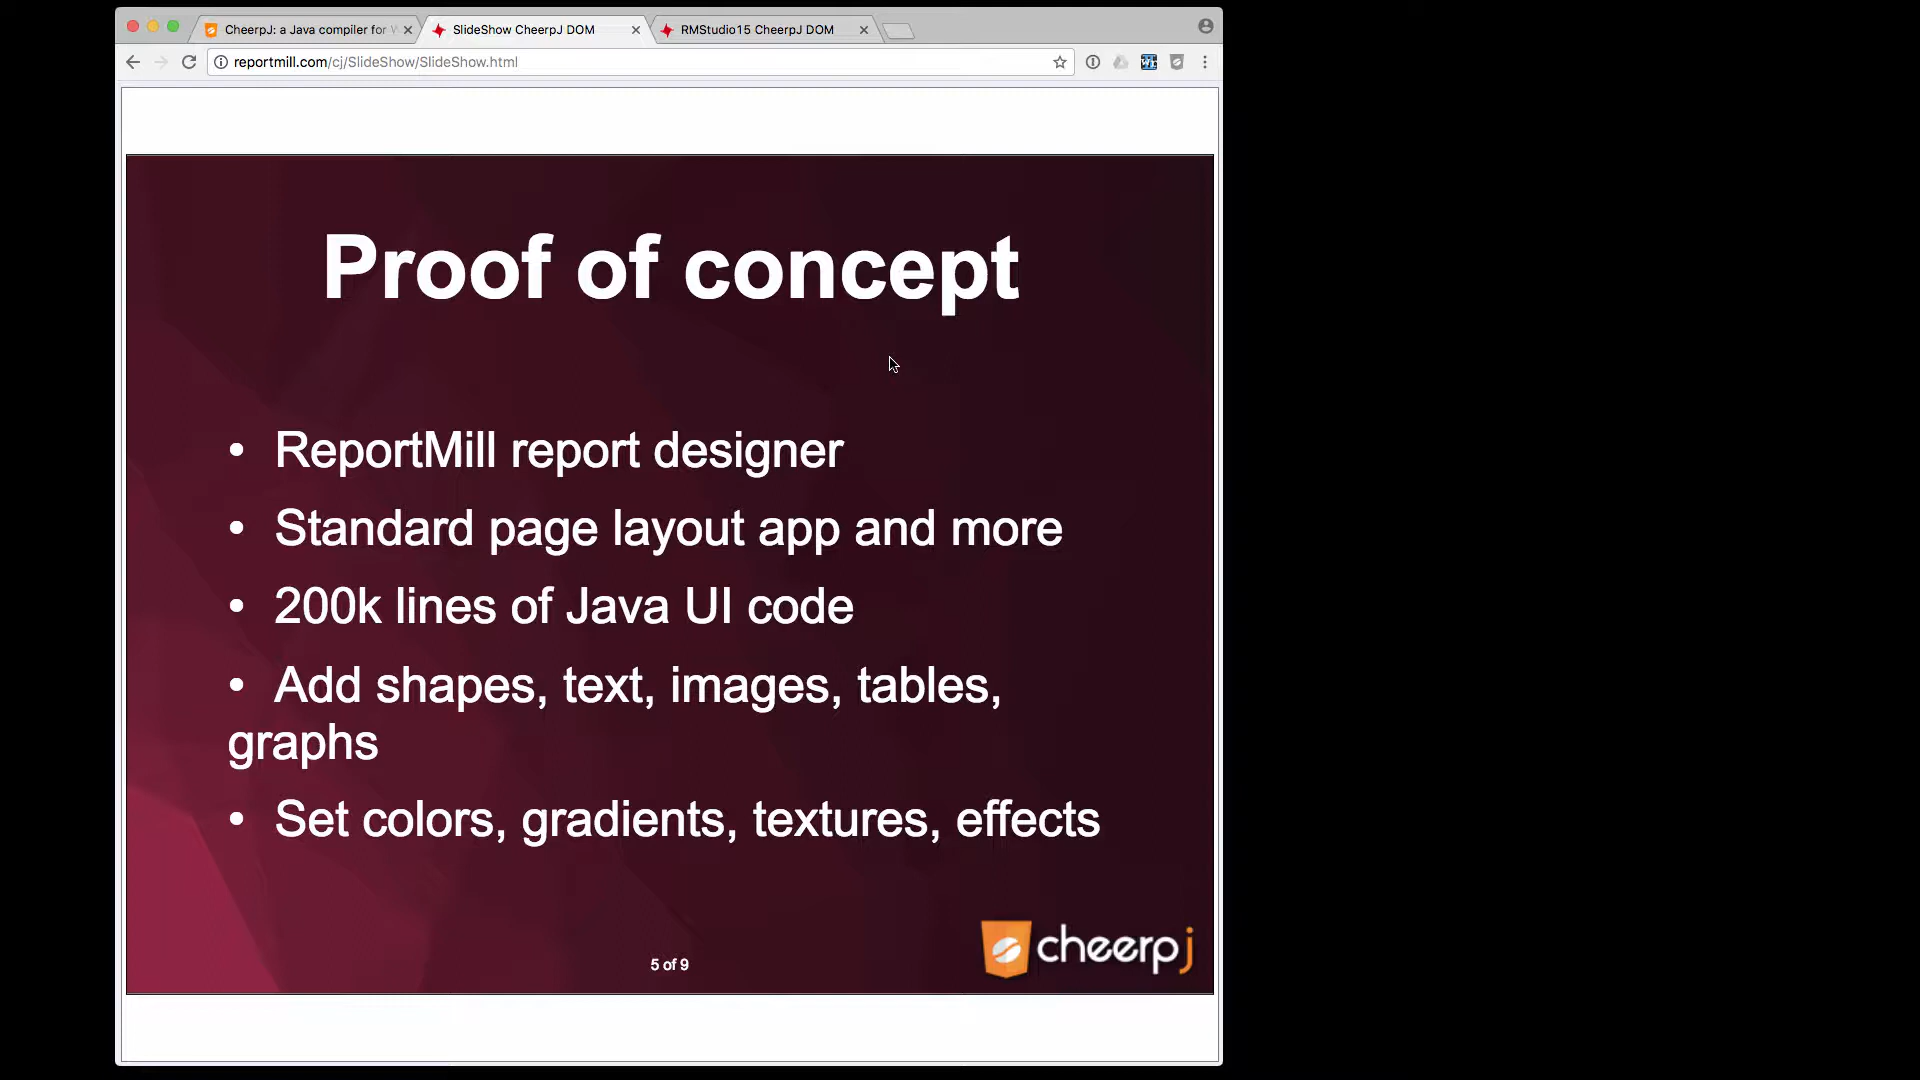 CheerpJ: a Java compiler for
SlideShow CheerpJ DOM
RMStudio15 CheerpJ DOM
reportmill.com/cj/SlideShow/SlideShow.html
Proof of concept
• ReportMill report designer
• Standard page layout app and more
• 200k lines of Java UI code
• Add shapes, text, images, tables,
graphs
• Set colors, gradients, textures, effects
5 of 9
cheerpj